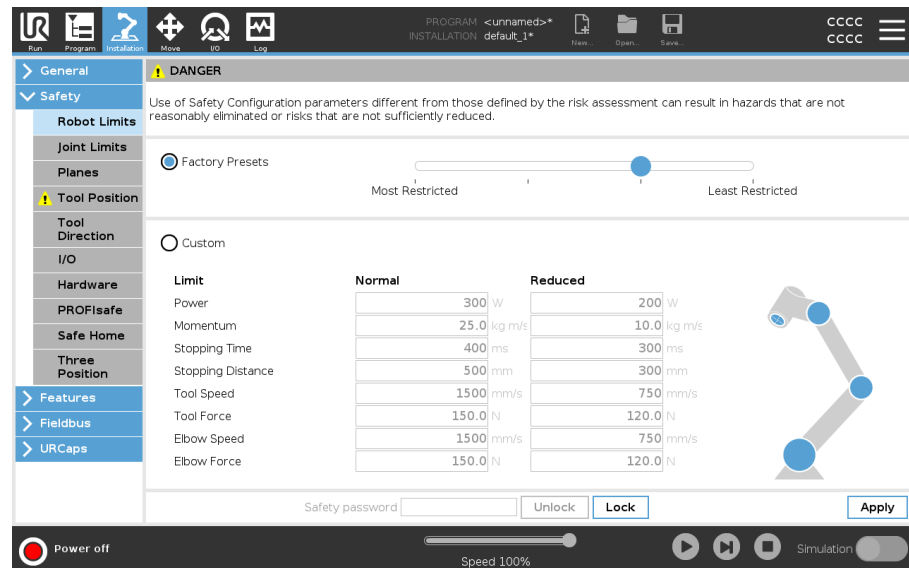 PROGRAM <unnamed>*
INSTALLATION default_1*
CCCC
CCCC
Run Program Installation Move I/O Log New... Open... Save...
General
Safety
Robot Limits
Joint Limits
Planes
Tool Position
Tool
Direction
I/O
Hardware
PROFIsafe
Safe Home
Three
Position
Features
Fieldbus
URCaps
DANGER
Use of Safety Configuration parameters different from those defined by the risk assessment can result in hazards that are not
reasonably eliminated or risks that are not sufficiently reduced.
Factory Presets
Most Restricted Least Restricted
Custom
Limit Normal Reduced
Power 300 W 200 W
Momentum 25.0 kg m/s 10.0 kg m/s
Stopping Time 400 ms 300 ms
Stopping Distance 500 mm 300 mm
Tool Speed 1500 mm/s 750 mm/s
Tool Force 150.0 N 120.0 N
Elbow Speed 1500 mm/s 750 mm/s
Elbow Force 150.0 N 120.0 N
Safety password Unlock Lock Apply
Power off
Speed 100%
Simulation